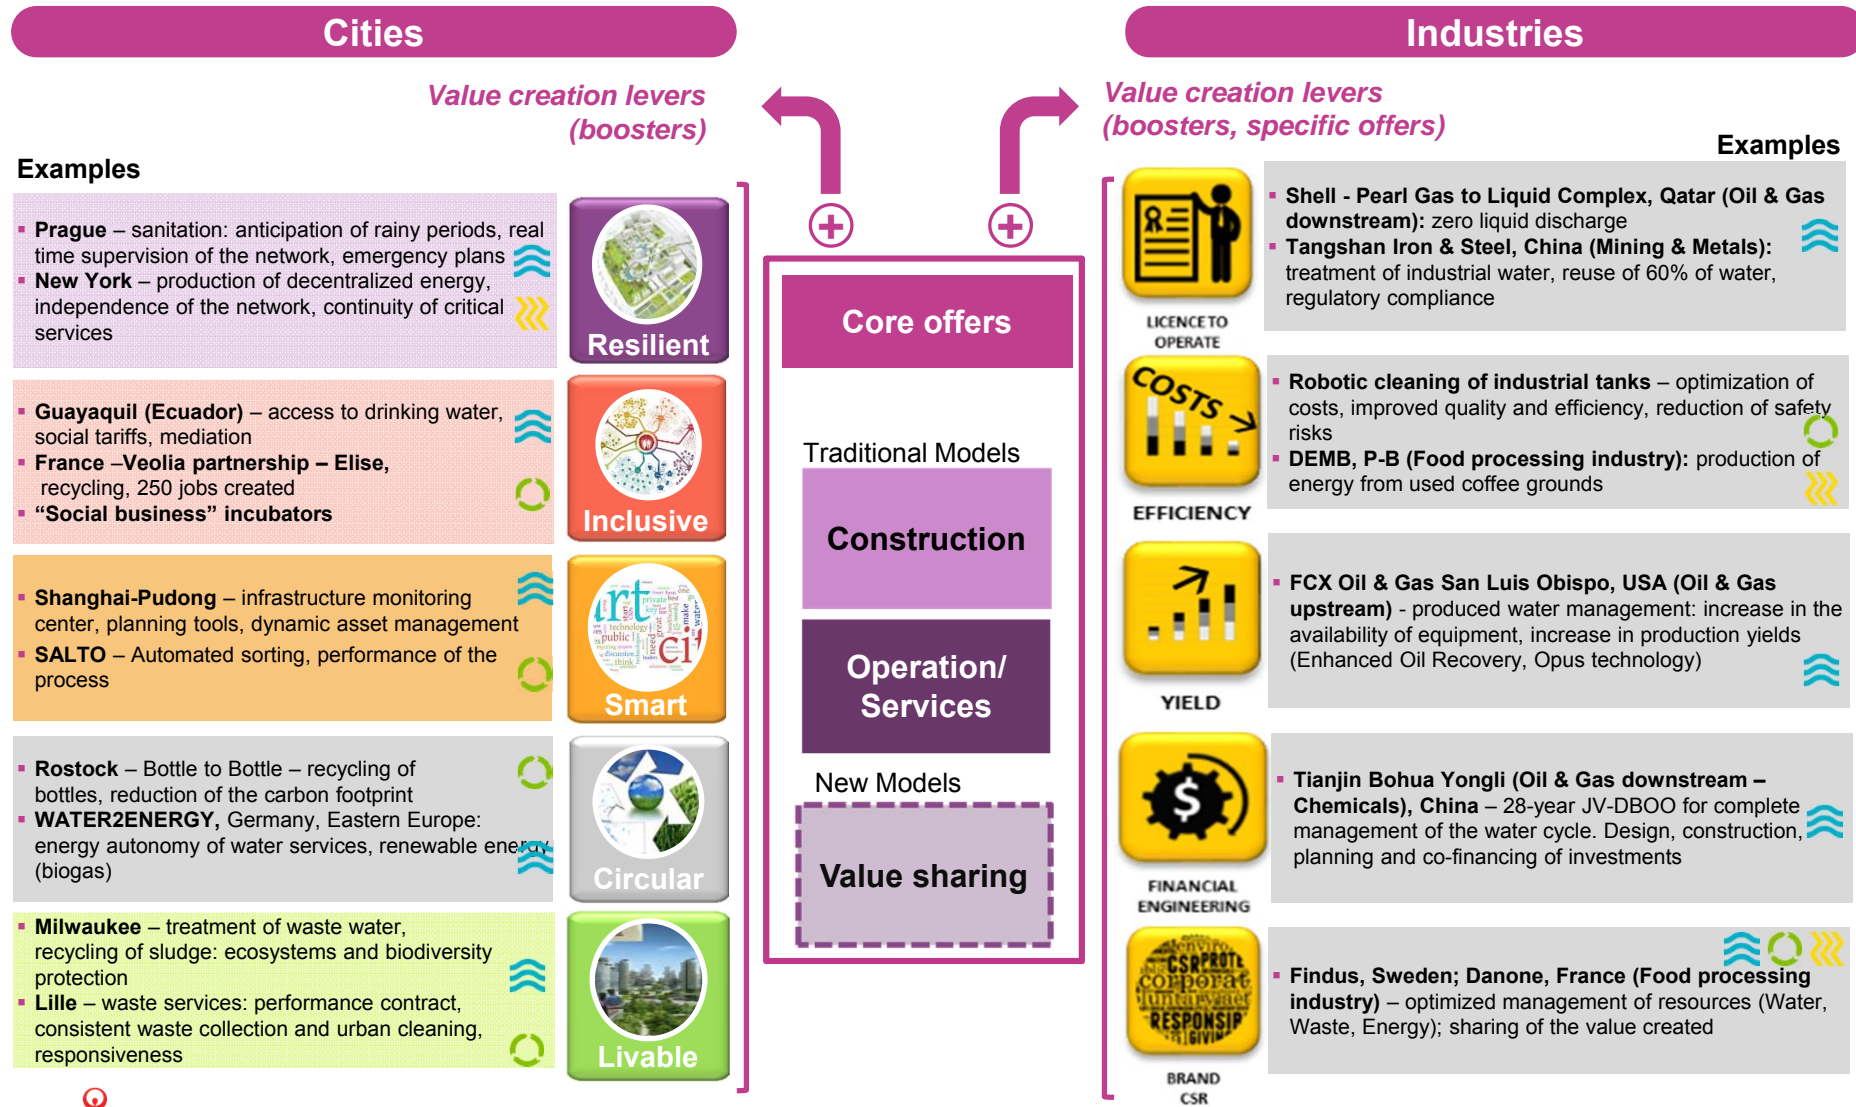 Cities
Value creation levers
(boosters)
Examples
▪ Prague – sanitation: anticipation of rainy periods, real
time supervision of the network, emergency plans
▪ New York – production of decentralized energy,
independence of the network, continuity of critical
services
Resilient
▪ Guayaquil (Ecuador) – access to drinking water,
social tariffs, mediation
▪ France –Veolia partnership – Elise,
recycling, 250 jobs created
▪ “Social business” incubators
Inclusive
▪ Shanghai-Pudong – infrastructure monitoring
center, planning tools, dynamic asset management
▪ SALTO – Automated sorting, performance of the
process
Smart
▪ Rostock – Bottle to Bottle – recycling of
bottles, reduction of the carbon footprint
▪ WATER2ENERGY, Germany, Eastern Europe:
energy autonomy of water services, renewable energy
(biogas)
Circular
▪ Milwaukee – treatment of waste water,
recycling of sludge: ecosystems and biodiversity
protection
▪ Lille – waste services: performance contract,
consistent waste collection and urban cleaning,
responsiveness
Livable
Core offers
Traditional Models
Construction
Operation/
Services
New Models
Value sharing
Industries
Value creation levers
(boosters, specific offers)
Examples
LICENCE TO
OPERATE
▪ Shell - Pearl Gas to Liquid Complex, Qatar (Oil & Gas
downstream): zero liquid discharge
▪ Tangshan Iron & Steel, China (Mining & Metals):
treatment of industrial water, reuse of 60% of water,
regulatory compliance
COSTS
EFFICIENCY
▪ Robotic cleaning of industrial tanks – optimization of
costs, improved quality and efficiency, reduction of safety
risks
▪ DEMB, P-B (Food processing industry): production of
energy from used coffee grounds
YIELD
▪ FCX Oil & Gas San Luis Obispo, USA (Oil & Gas
upstream) - produced water management: increase in the
availability of equipment, increase in production yields
(Enhanced Oil Recovery, Opus technology)
$
FINANCIAL
ENGINEERING
▪ Tianjin Bohua Yongli (Oil & Gas downstream –
Chemicals), China – 28-year JV-DBOO for complete
management of the water cycle. Design, construction,
planning and co-financing of investments
enviro
CSR PROTE
corporat
RESPONSIB
GIVING
BRAND
CSR
▪ Findus, Sweden; Danone, France (Food processing
industry) – optimized management of resources (Water,
Waste, Energy); sharing of the value created